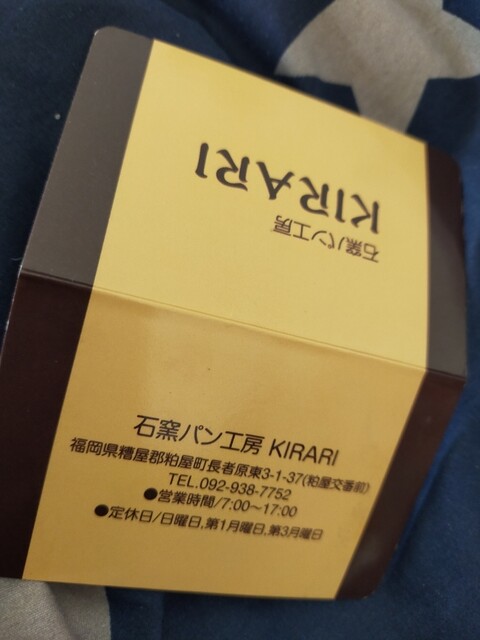 KIRARI
石窯パン工房
石窯パン工房 KIRARI
福岡県糟屋郡粕屋町長者原東3-1-37(粕屋交番前)
TEL.092-938-7752
●営業時間/7:00〜17:00
●定休日/日曜日,第1月曜日,第3月曜日